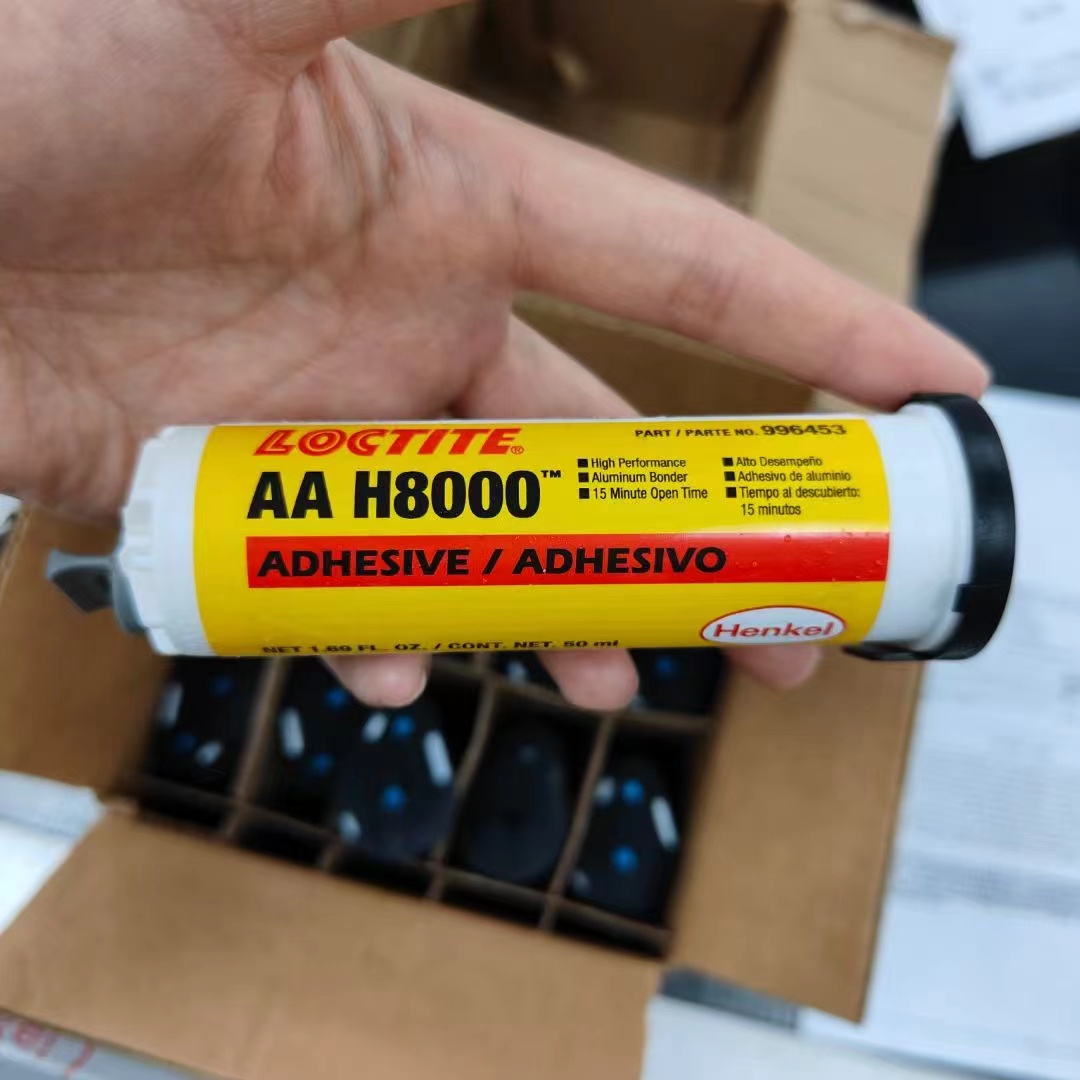 LOCTITE®
PART / PARTE NO. 996453
AA H8000™
■ High Performance
■ Aluminum Bonder
■ 15 Minute Open Time
■ Alto Desempeño
■ Adhesivo de aluminio
■ Tiempo al descubierto:
15 minutos
ADHESIVE / ADHESIVO
Henkel
NET 1.69 FL. OZ. / CONT. NET. 50 ml